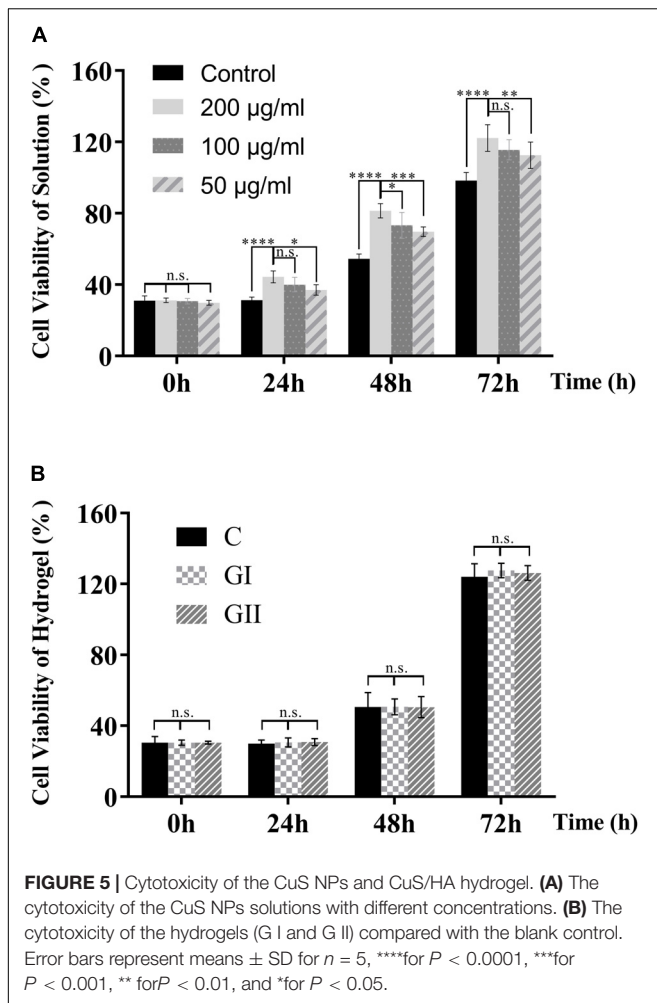 A
Cell Viability of Solution (%)
160
120
80
40
0
Control
200 µg/ml
100 µg/ml
50 µg/ml
n.s.
**** *
n.s.
**** ***
*
**** **
n.s.
0h 24h 48h 72h Time (h)
B
Cell Viability of Hydrogel (%)
160
120
80
40
0
C
GI
GII
n.s.
n.s.
n.s.
n.s.
0h 24h 48h 72h Time (h)
FIGURE 5 | Cytotoxicity of the CuS NPs and CuS/HA hydrogel. (A) The
cytotoxicity of the CuS NPs solutions with different concentrations. (B) The
cytotoxicity of the hydrogels (G I and G II) compared with the blank control.
Error bars represent means ± SD for n = 5, ****for P < 0.0001, ***for
P < 0.001, ** forP < 0.01, and *for P < 0.05.